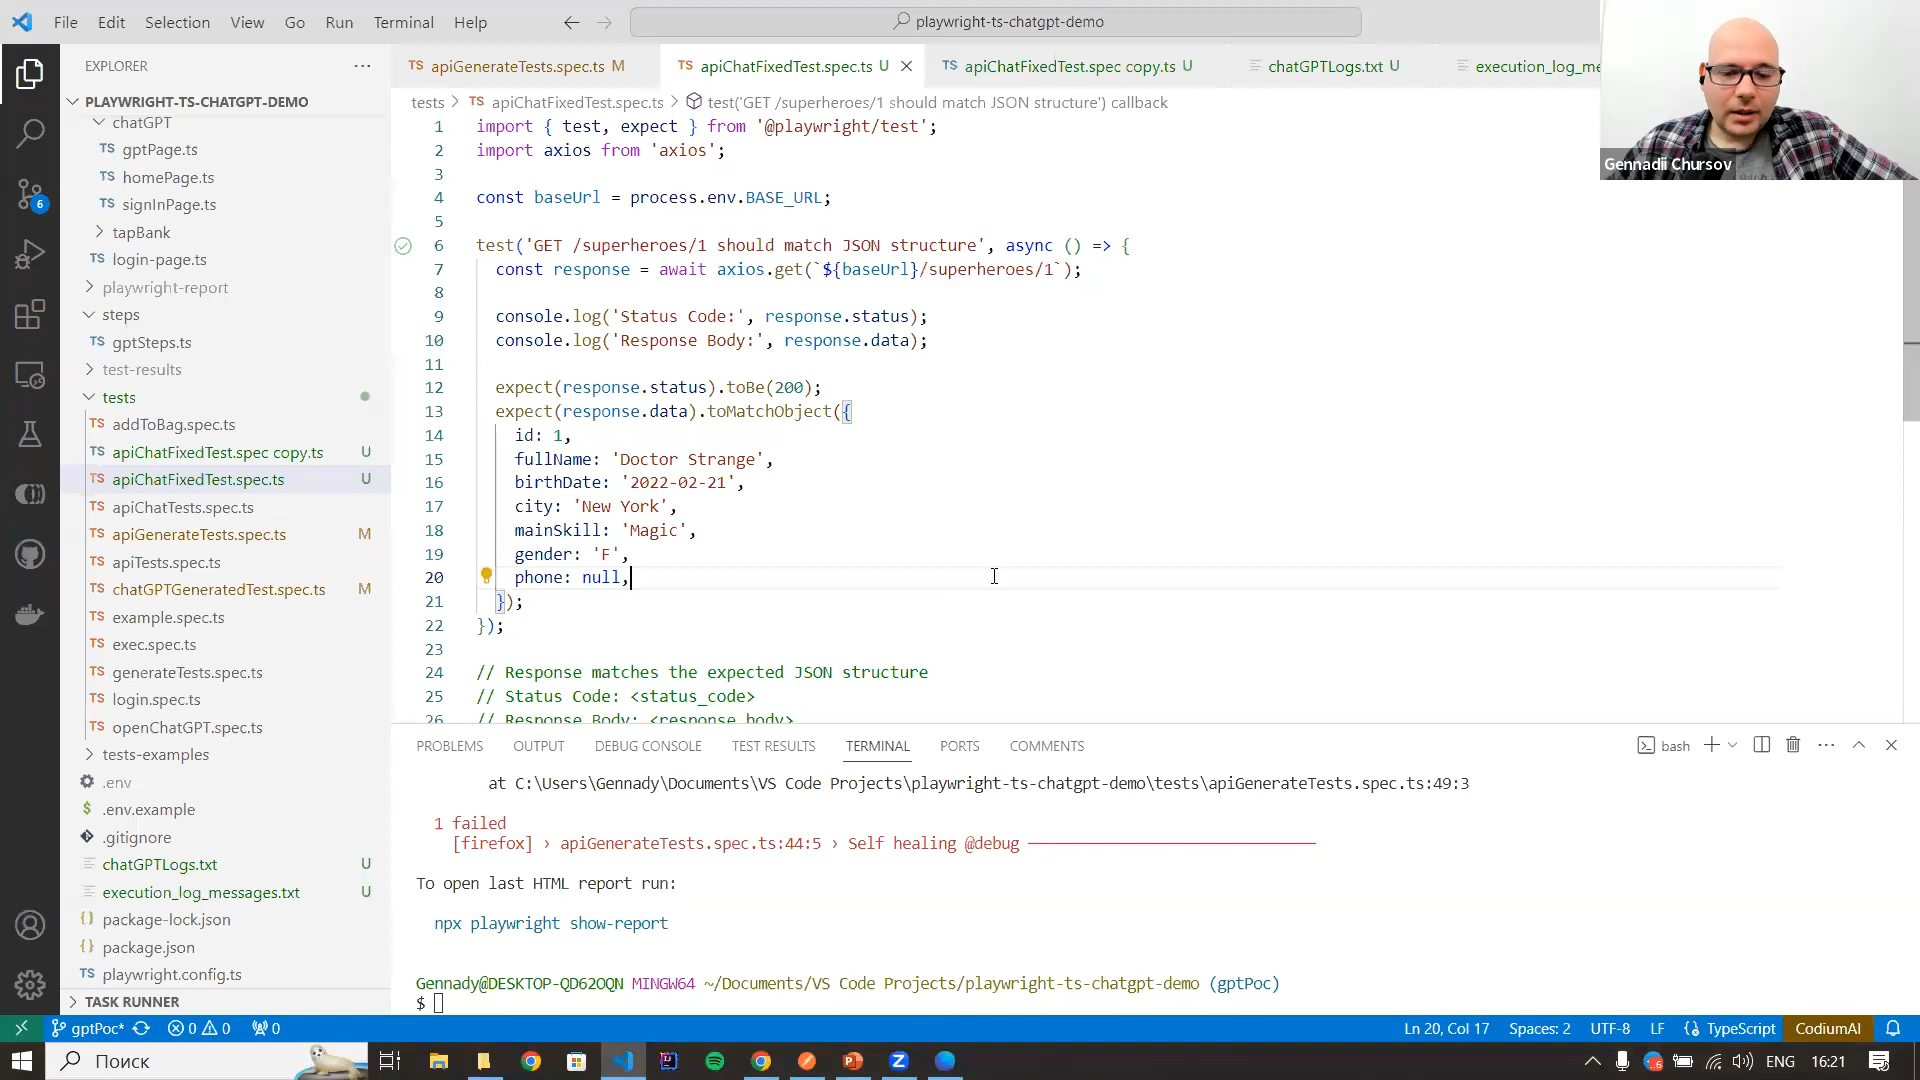 File Edit Selection View Go Run Terminal Help
playwright-ts-chatgpt-demo
EXPLORER
PLAYWRIGHT-TS-CHATGPT-DEMO
chatGPT
TS gptPage.ts
TS homePage.ts
TS signInPage.ts
tapBank
TS login-page.ts
playwright-report
steps
TS gptSteps.ts
test-results
tests
TS addToBag.spec.ts
TS apiChatFixedTest.spec copy.ts U
TS apiChatFixedTest.spec.ts U
TS apiChatTests.spec.ts
TS apiGenerateTests.spec.ts M
TS apiTests.spec.ts
TS chatGPTGeneratedTest.spec.ts M
TS example.spec.ts
TS exec.spec.ts
TS generateTests.spec.ts
TS login.spec.ts
TS openChatGPT.spec.ts
tests-examples
.env
$ .env.example
.gitignore
chatGPTLogs.txt U
execution_log_messages.txt U
{} package-lock.json
{} package.json
TS playwright.config.ts
TASK RUNNER
6
TS apiGenerateTests.spec.ts M
TS apiChatFixedTest.spec.ts U
TS apiChatFixedTest.spec copy.ts U
chatGPTLogs.txt U
execution_log_me
tests > TS apiChatFixedTest.spec.ts > test('GET /superheroes/1 should match JSON structure') callback
1 import { test, expect } from '@playwright/test';
2 import axios from 'axios';
3
4 const baseUrl = process.env.BASE_URL;
5
6 test('GET /superheroes/1 should match JSON structure', async () => {
7 const response = await axios.get(`${baseUrl}/superheroes/1`);
8
9 console.log('Status Code:', response.status);
10 console.log('Response Body:', response.data);
11
12 expect(response.status).toBe(200);
13 expect(response.data).toMatchObject({
14 id: 1,
15 fullName: 'Doctor Strange',
16 birthDate: '2022-02-21',
17 city: 'New York',
18 mainSkill: 'Magic',
19 gender: 'F',
20 phone: null,
21 });
22 });
23
24 // Response matches the expected JSON structure
25 // Status Code: <status_code>
26 // Response Body: <response_body>
Gennadii Chursov
PROBLEMS OUTPUT DEBUG CONSOLE TEST RESULTS TERMINAL PORTS COMMENTS
bash
at C:\Users\Gennady\Documents\VS Code Projects\playwright-ts-chatgpt-demo\tests\apiGenerateTests.spec.ts:49:3
1 failed
[firefox] › apiGenerateTests.spec.ts:44:5 › Self healing @debug
To open last HTML report run:
npx playwright show-report
Gennady@DESKTOP-QD62OQN MINGW64 ~/Documents/VS Code Projects/playwright-ts-chatgpt-demo (gptPoc)
$
gptPoc* 0 0 0
Ln 20, Col 17 Spaces: 2 UTF-8 LF {} TypeScript CodiumAI
Поиск
ENG 16:21